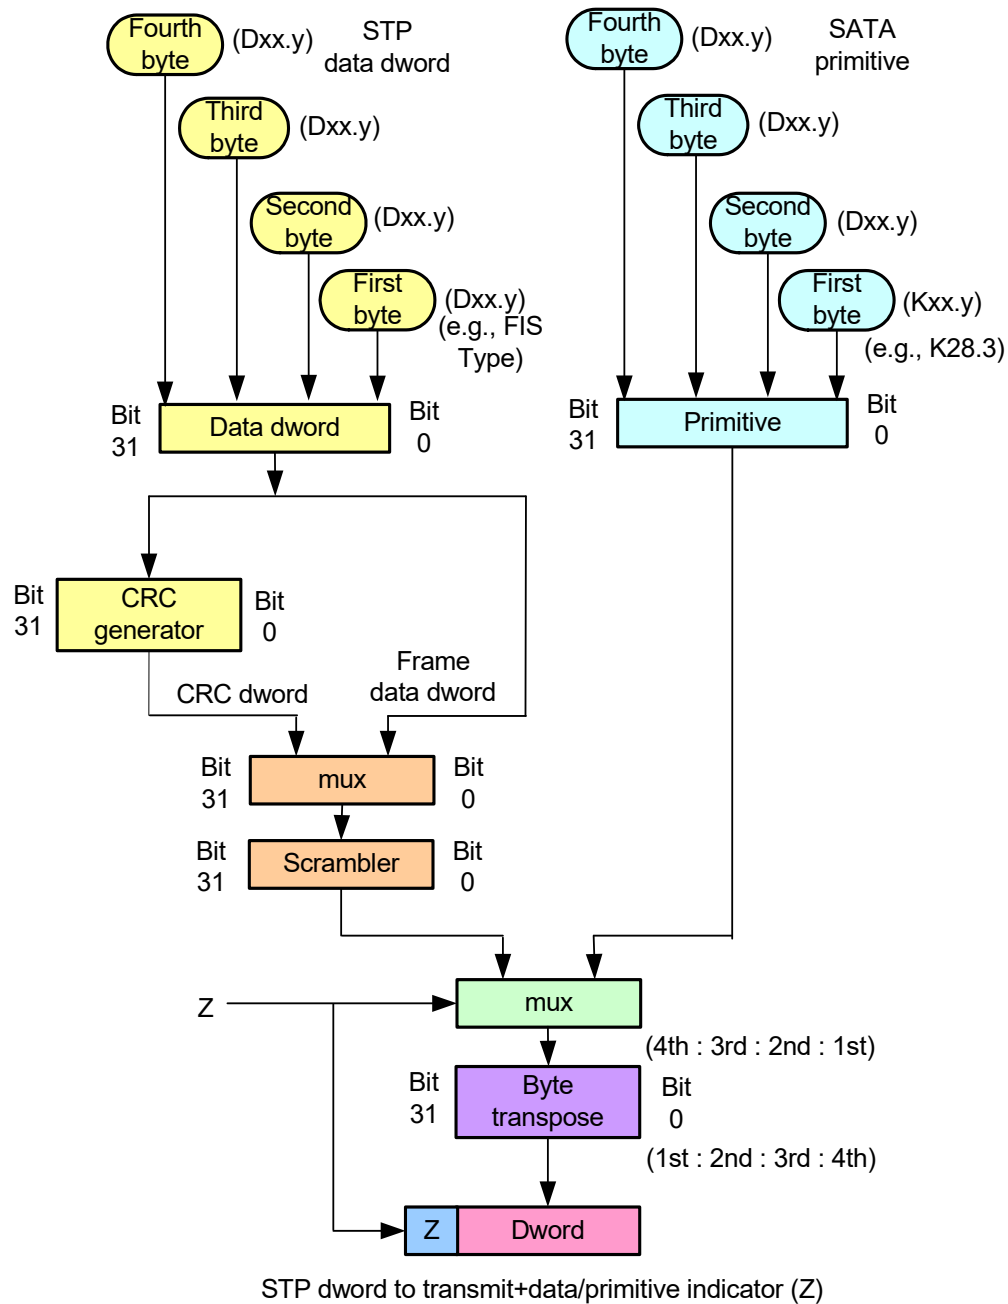 Fourth
byte
(Dxx.y)
STP
data dword
Third
byte
(Dxx.y)
Second
byte
(Dxx.y)
First
byte
(Dxx.y)
(e.g., FIS
Type)
Bit
31
Data dword
Bit
0
Fourth
byte
(Dxx.y)
SATA
primitive
Third
byte
(Dxx.y)
Second
byte
(Dxx.y)
First
byte
(Kxx.y)
(e.g., K28.3)
Bit
31
Primitive
Bit
0
Bit
31
CRC
generator
Bit
0
CRC dword
Frame
data dword
Bit
31
mux
Bit
0
Bit
31
Scrambler
Bit
0
Z
mux
(4th : 3rd : 2nd : 1st)
Bit
31
Byte
transpose
Bit
0
(1st : 2nd : 3rd : 4th)
Z
Dword
STP dword to transmit+data/primitive indicator (Z)